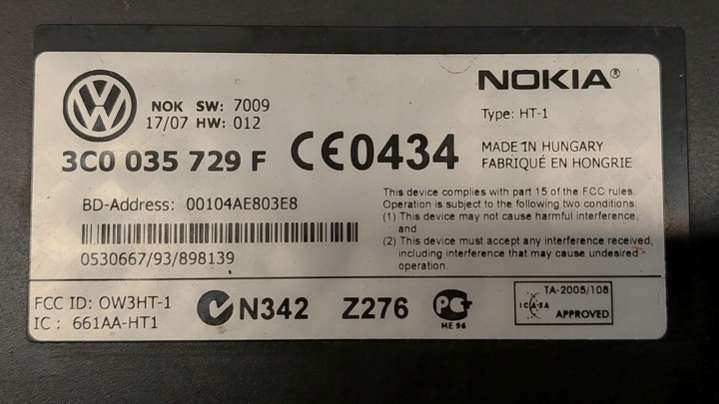 NOKIA®
NOK SW: 7009
17/07 HW: 012
Type: HT-1
3C0 035 729 F
CE0434
MADE IN HUNGARY
FABRIQUÉ EN HONGRIE
BD-Address: 00104AE803E8
This device complies with part 15 of the FCC rules.
Operation is subject to the following two conditions.
(1) This device may not cause harmful interference,
and
(2) This device must accept any interference received,
including interference that may cause undesired
operation.
0530667/93/898139
FCC ID: OW3HT-1
IC : 661AA-HT1
N342
Z276
ME 96
TA-2005/108
ICASA
APPROVED